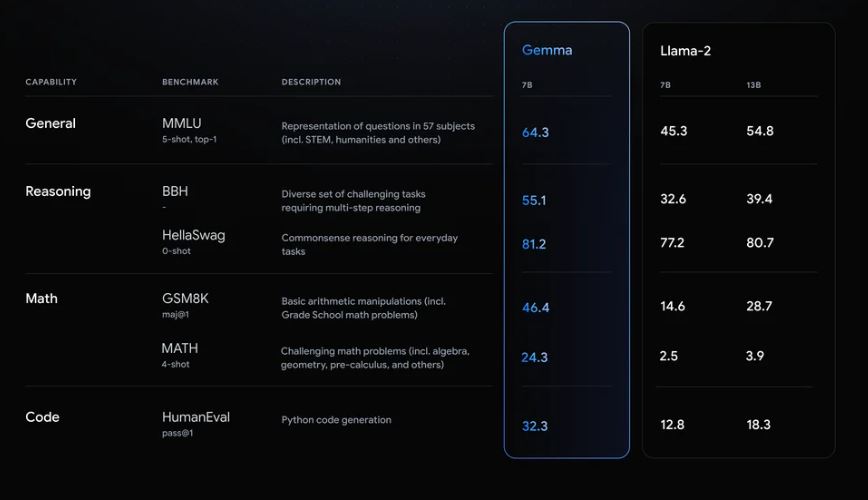 Gemma
Llama-2
CAPABILITY BENCHMARK DESCRIPTION 7B 7B 13B
General MMLU Representation of questions in 57 subjects 64.3 45.3 54.8
5-shot, top-1 (incl. STEM, humanities and others)
Reasoning BBH Diverse set of challenging tasks 55.1 32.6 39.4
- requiring multi-step reasoning
HellaSwag Commonsense reasoning for everyday 81.2 77.2 80.7
0-shot tasks
Math GSM8K Basic arithmetic manipulations (incl. 46.4 14.6 28.7
maj@1 Grade School math problems)
MATH Challenging math problems (incl. algebra, 24.3 2.5 3.9
4-shot geometry, pre-calculus, and others)
Code HumanEval Python code generation 32.3 12.8 18.3
pass@1